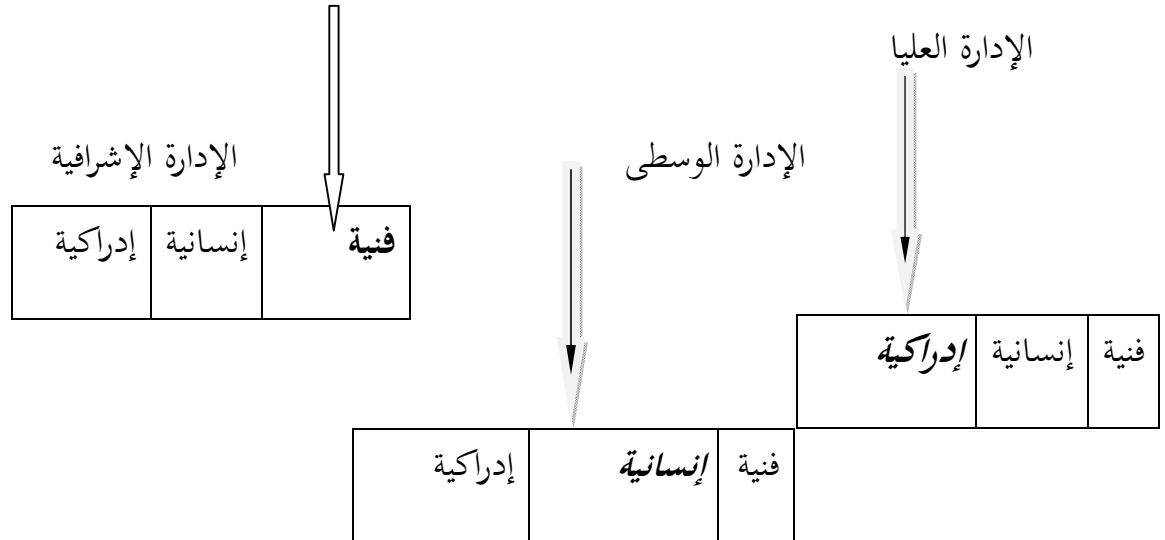 الإدارة العليا
الإدارة الوسطى
الإدارة الإشرافية
فنية إنسانية إدراكية
فنية إنسانية إدراكية
فنية إنسانية إدراكية